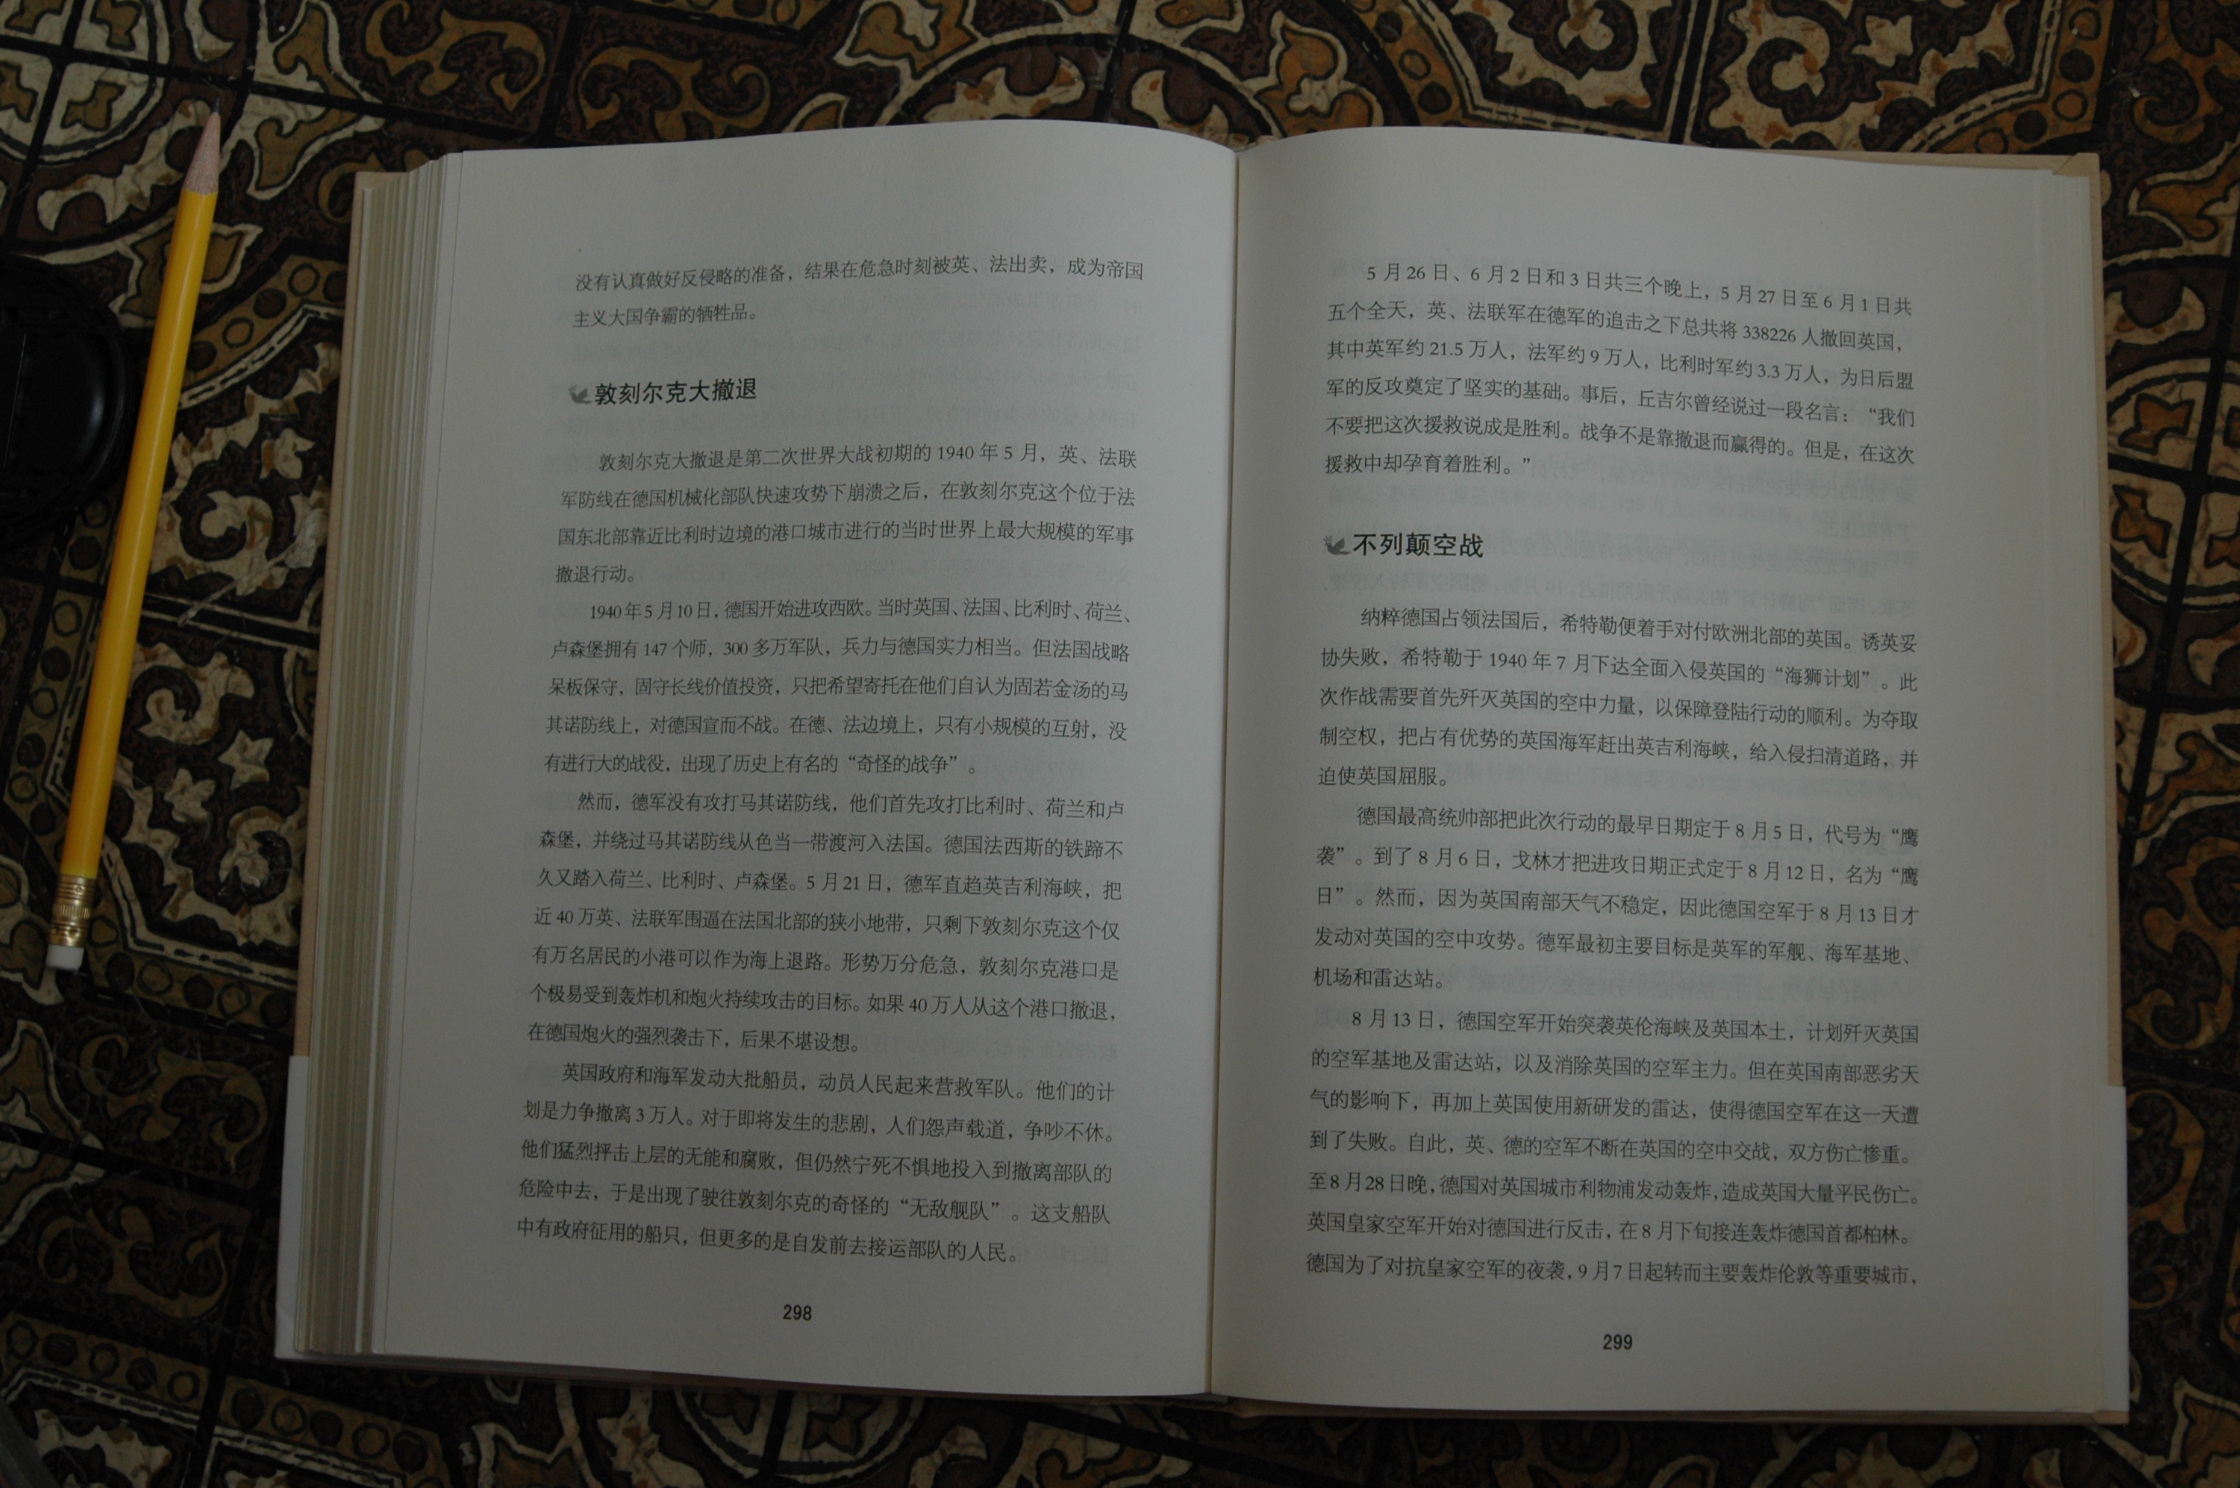 没有认真做好反侵略的准备，结果在危急时刻被英、法出卖，成为帝国
主义大国争霸的牺牲品。
敦刻尔克大撤退
敦刻尔克大撤退是第二次世界大战初期的 1940 年 5 月，英、法联
军防线在德国机械化部队快速攻势下崩溃之后，在敦刻尔克这个位于法
国东北部靠近比利时边境的港口城市进行的当时世界上最大规模的军事
撤退行动。
1940 年 5 月 10 日，德国开始进攻西欧。当时英国、法国、比利时、荷兰、
卢森堡拥有 147 个师，300 多万军队，兵力与德国实力相当。但法国战略
呆板保守，固守长线价值投资，只把希望寄托在他们自认为固若金汤的马
其诺防线上，对德国宣而不战。在德、法边境上，只有小规模的互射，没
有进行大的战役，出现了历史上有名的“奇怪的战争”。
然而，德军没有攻打马其诺防线，他们首先攻打比利时、荷兰和卢
森堡，并绕过马其诺防线从色当一带渡河入法国。德国法西斯的铁蹄不
久又踏入荷兰、比利时、卢森堡。5 月 21 日，德军直趋英吉利海峡，把
近 40 万英、法联军围逼在法国北部的狭小地带，只剩下敦刻尔克这个仅
有万名居民的小港可以作为海上退路。形势万分危急，敦刻尔克港口是
个极易受到轰炸机和炮火持续攻击的目标。如果 40 万人从这个港口撤退，
在德国炮火的强烈袭击下，后果不堪设想。
英国政府和海军发动大批船员，动员人民起来营救军队。他们的计
划是力争撤离 3 万人。对于即将发生的悲剧，人们怨声载道，争吵不休。
他们猛烈抨击上层的无能和腐败，但仍然宁死不惧地投入到撤离部队的
危险中去，于是出现了驶往敦刻尔克的奇怪的“无敌舰队”。这支船队
中有政府征用的船只，但更多的是自发前去接运部队的人民。
298
5 月 26 日、6 月 2 日和 3 日共三个晚上，5 月 27 日至 6 月 1 日共
五个全天，英、法联军在德军的追击之下总共将 338226 人撤回英国，
其中英军约 21.5 万人，法军约 9 万人，比利时军约 3.3 万人，为日后盟
军的反攻奠定了坚实的基础。事后，丘吉尔曾经说过一段名言：“我们
不要把这次援救说成是胜利。战争不是靠撤退而赢得的。但是，在这次
援救中却孕育着胜利。”
不列颠空战
纳粹德国占领法国后，希特勒便着手对付欧洲北部的英国。诱英妥
协失败，希特勒于 1940 年 7 月下达全面入侵英国的“海狮计划”。此
次作战需要首先歼灭英国的空中力量，以保障登陆行动的顺利。为夺取
制空权，把占有优势的英国海军赶出英吉利海峡，给入侵扫清道路，并
迫使英国屈服。
德国最高统帅部把此次行动的最早日期定于 8 月 5 日，代号为“鹰
袭”。到了 8 月 6 日，戈林才把进攻日期正式定于 8 月 12 日，名为“鹰
日”。然而，因为英国南部天气不稳定，因此德国空军于 8 月 13 日才
发动对英国的空中攻势。德军最初主要目标是英军的军舰、海军基地、
机场和雷达站。
8 月 13 日，德国空军开始突袭英伦海峡及英国本土，计划歼灭英国
的空军基地及雷达站，以及消除英国的空军主力。但在英国南部恶劣天
气的影响下，再加上英国使用新研发的雷达，使得德国空军在这一天遭
到了失败。自此，英、德的空军不断在英国的空中交战，双方伤亡惨重。
至 8 月 28 日晚，德国对英国城市利物浦发动轰炸，造成英国大量平民伤亡。
英国皇家空军开始对德国进行反击，在 8 月下旬接连轰炸德国首都柏林。
德国为了对抗皇家空军的夜袭，9 月 7 日起转而主要轰炸伦敦等重要城市，
299